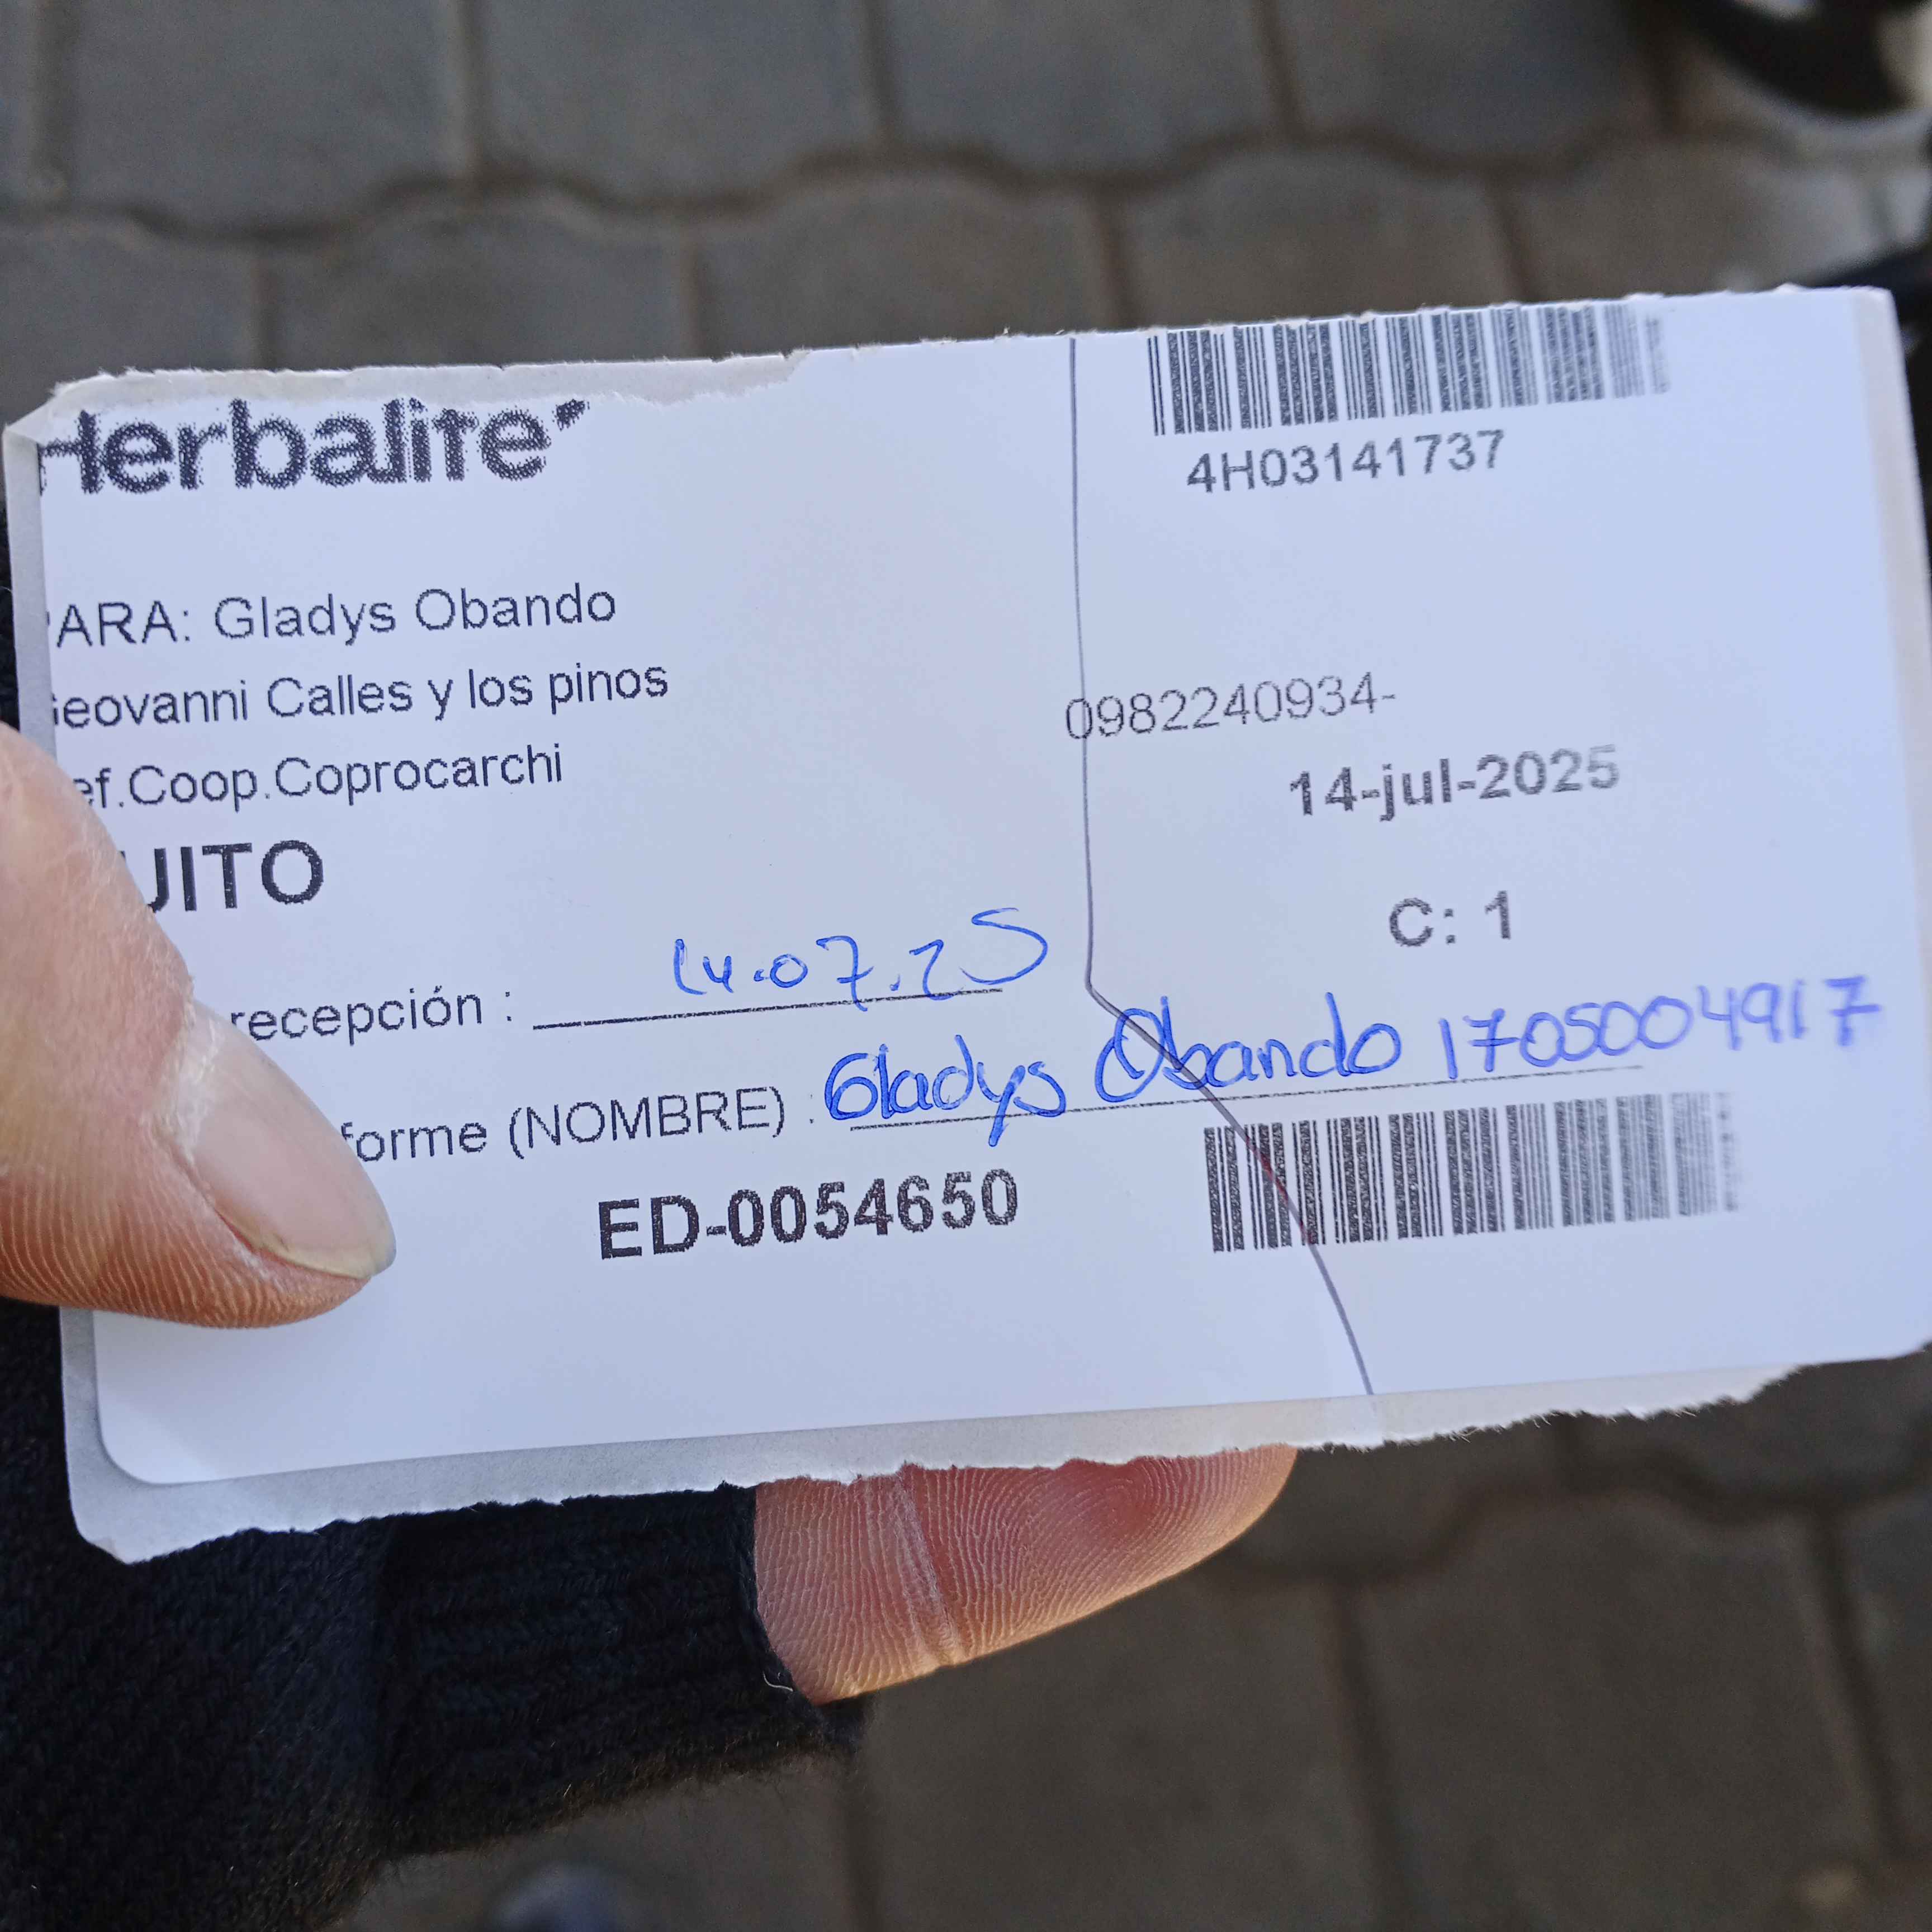 Herbalife
PARA: Gladys Obando
Geovanni Calles y los pinos
ef.Coop.Coprocarchi
UITO
recepción : 14.07.25
forme (NOMBRE) : Gladys Obando 1705004917
ED-0054650
4H03141737
0982240934-
14-jul-2025
C: 1